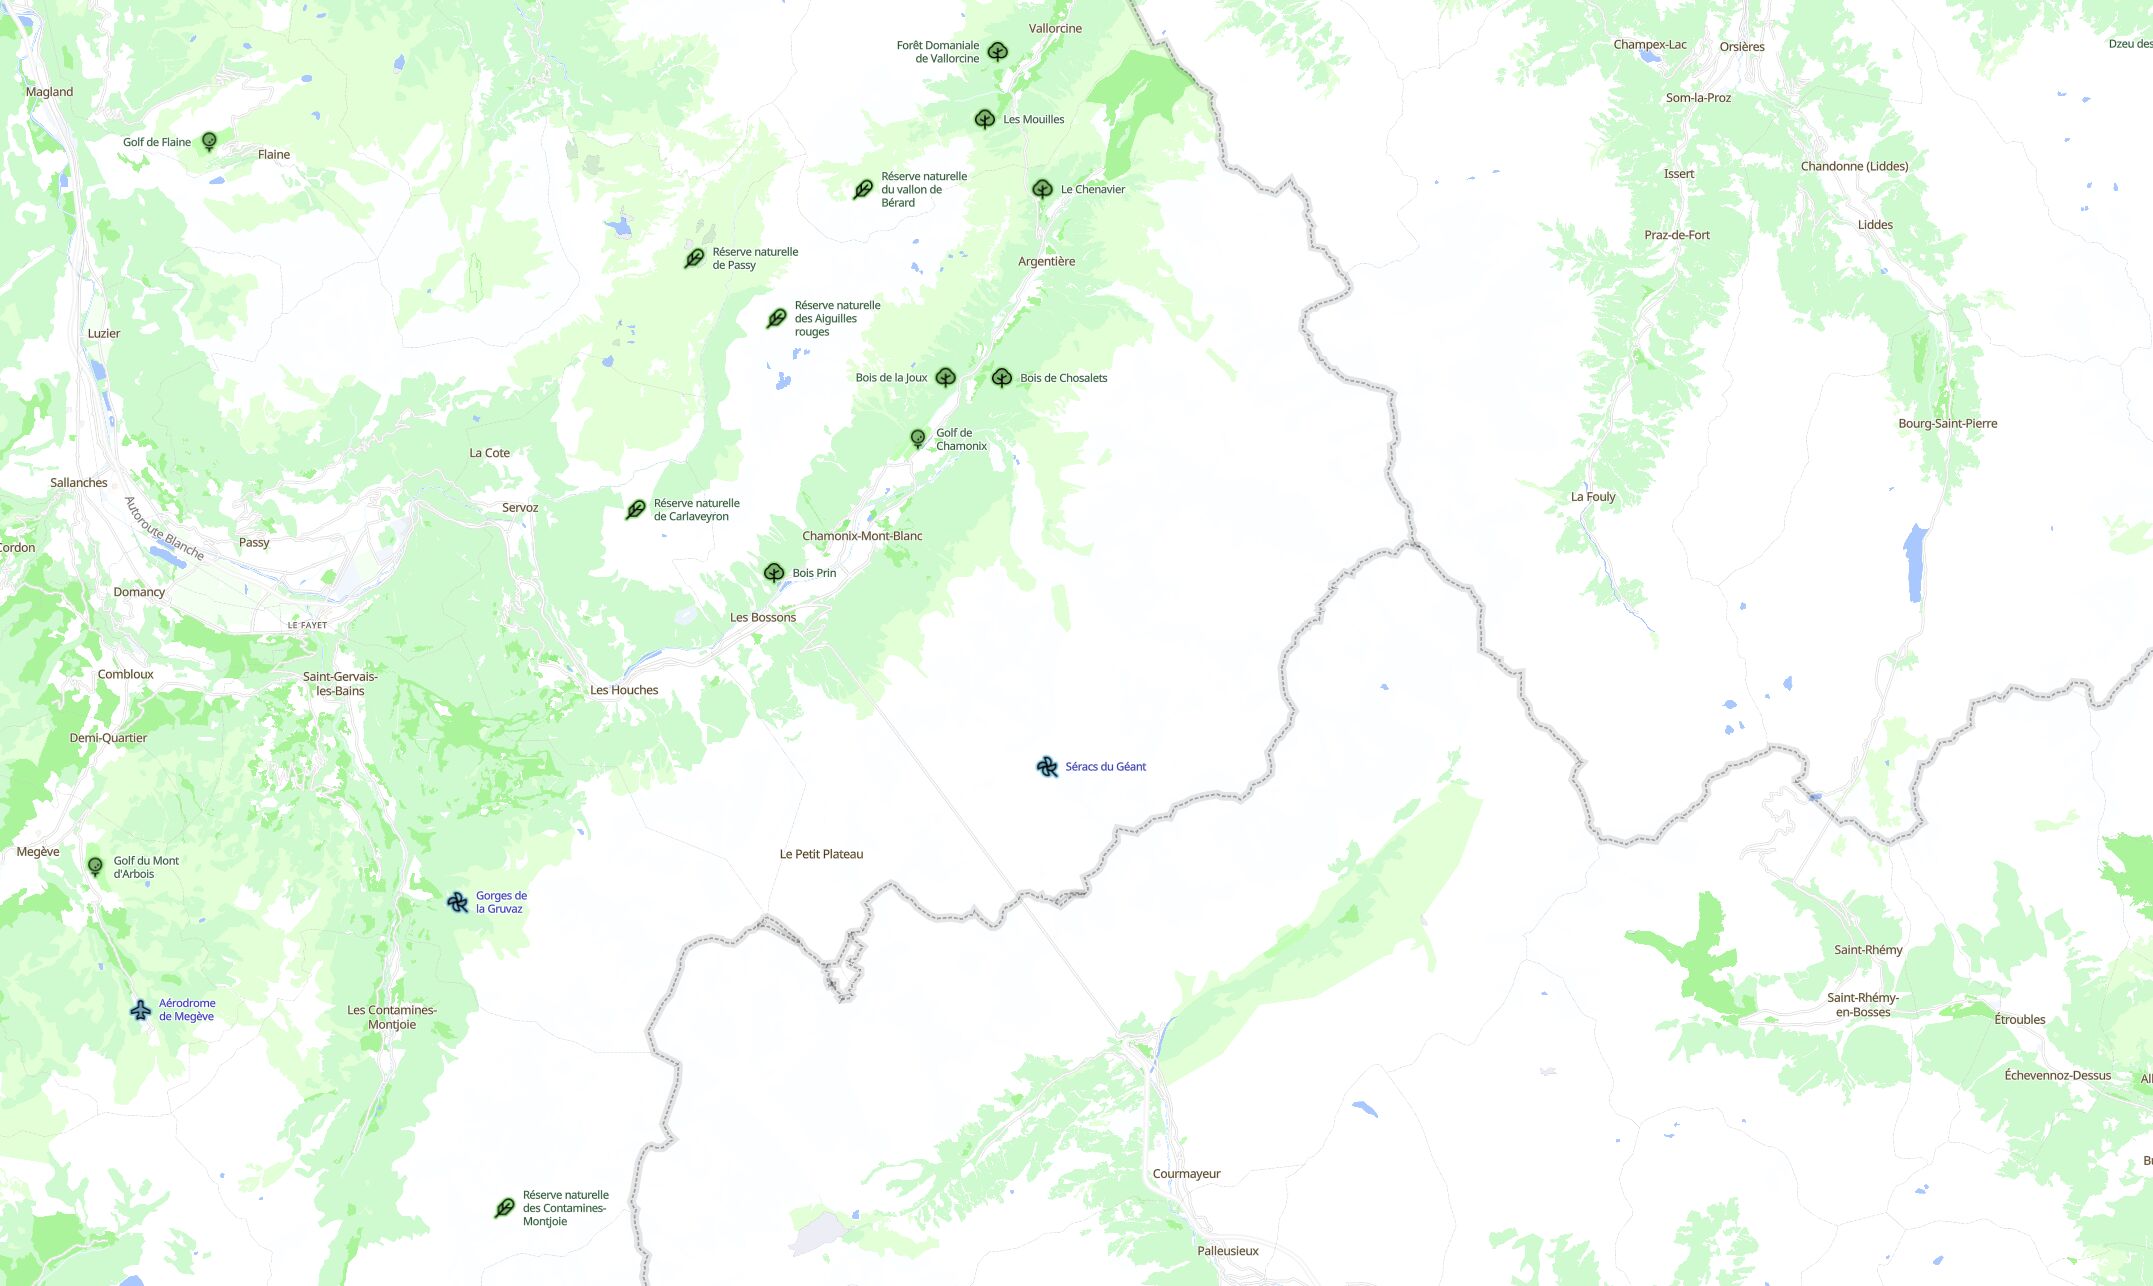 Vallorcine
Forêt Domaniale
de Vallorcine
Champex-Lac
Orsières
Dzeu des
Magland
Som-la-Proz
Les Mouilles
Golf de Flaine
Flaine
Chandonne (Liddes)
Issert
Réserve naturelle
du vallon de
Bérard
Le Chenavier
Liddes
Praz-de-Fort
Réserve naturelle
de Passy
Argentière
Réserve naturelle
des Aiguilles
rouges
Luzier
Bois de la Joux
Bois de Chosalets
Bourg-Saint-Pierre
Golf de
Chamonix
La Cote
Sallanches
La Fouly
Autoroute Blanche
Servoz
Réserve naturelle
de Carlaveyron
Chamonix-Mont-Blanc
Passy
Cordon
Bois Prin
Domancy
Les Bossons
LE FAYET
Combloux
Saint-Gervais-
les-Bains
Les Houches
Demi-Quartier
Séracs du Géant
Megève
Le Petit Plateau
Golf du Mont
d'Arbois
Gorges de
la Gruvaz
Saint-Rhémy
Aérodrome
de Megève
Les Contamines-
Montjoie
Saint-Rhémy-
en-Bosses
Étroubles
Échevennoz-Dessus
Courmayeur
Réserve naturelle
des Contamines-
Montjoie
Palleusieux